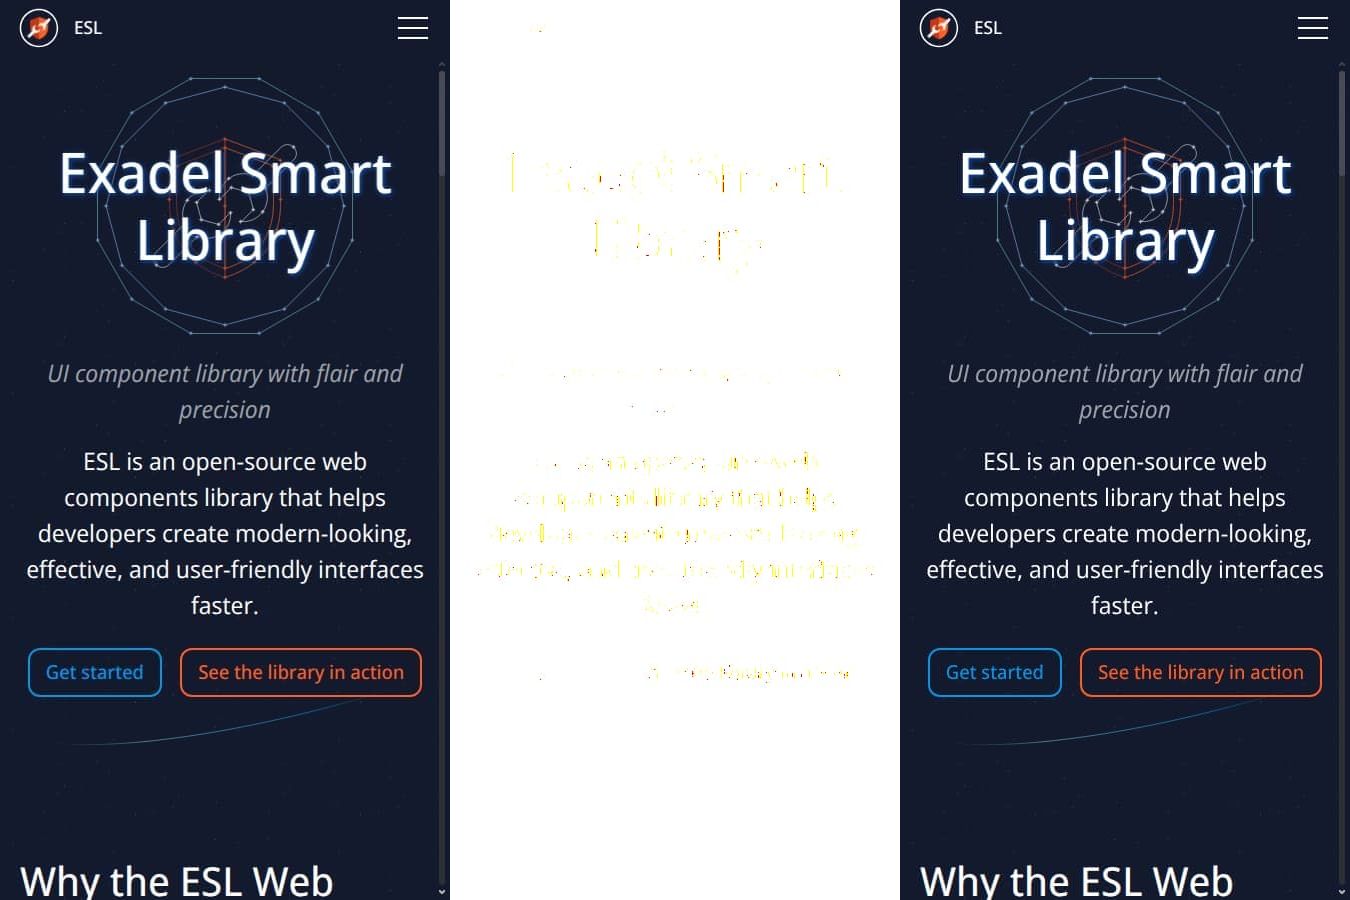 ESL
Exadel Smart
Library
UI component library with flair and
precision
ESL is an open-source web
components library that helps
developers create modern-looking,
effective, and user-friendly interfaces
faster.
Get started
See the library in action
Why the ESL Web
ESL
Exadel Smart
Library
UI component library with flair and
precision
ESL is an open-source web
components library that helps
developers create modern-looking,
effective, and user-friendly interfaces
faster.
Get started
See the library in action
Why the ESL Web